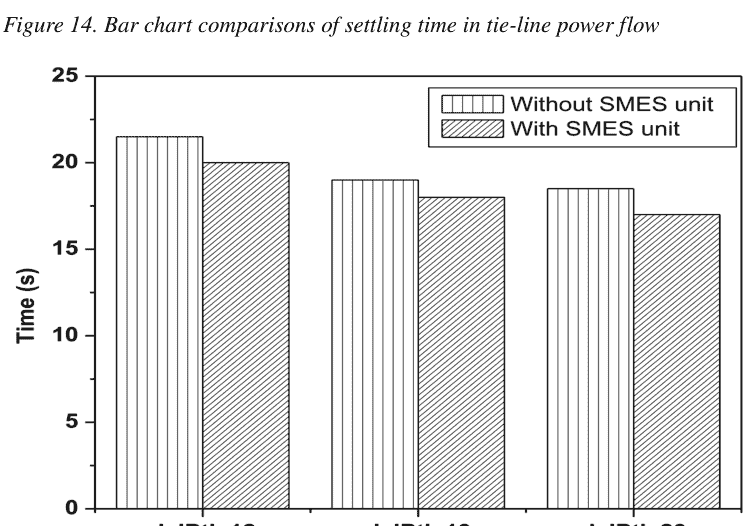 Figure 14. Bar chart comparisons of settling time in tie-line power flow
25
Without SMES unit
With SMES unit
20
15
Time (s)
10
5
0